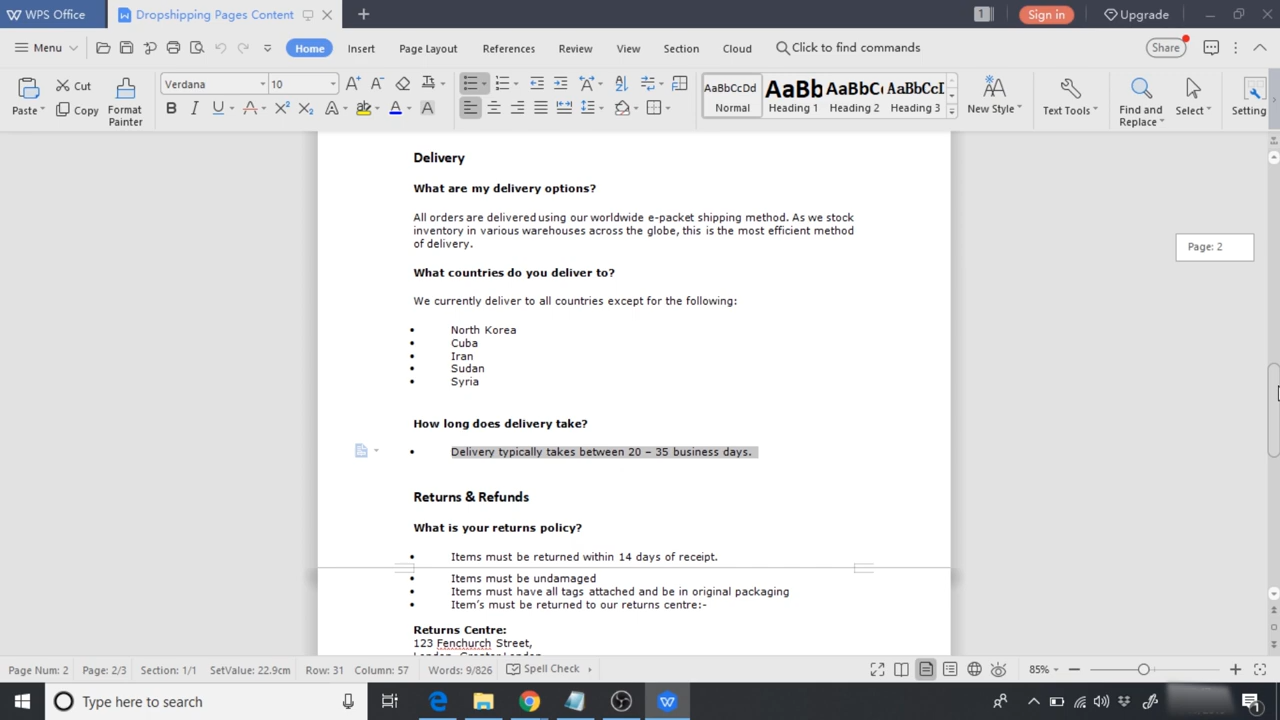 WPS Office
Dropshipping Pages Content
1
Sign in
Upgrade
Menu
Home
Insert
Page Layout
References
Review
View
Section
Cloud
Click to find commands
Share
Paste
Cut
Copy
Format
Painter
Verdana
10
AaBbCcDd
Normal
AaBb
Heading 1
AaBbC
Heading 2
AaBbCcI
Heading 3
New Style
Text Tools
Find and
Replace
Select
Setting
Delivery
What are my delivery options?
All orders are delivered using our worldwide e-packet shipping method. As we stock
inventory in various warehouses across the globe, this is the most efficient method
of delivery.
Page: 2
What countries do you deliver to?
We currently deliver to all countries except for the following:
• North Korea
• Cuba
• Iran
• Sudan
• Syria
How long does delivery take?
• Delivery typically takes between 20 – 35 business days.
Returns & Refunds
What is your returns policy?
• Items must be returned within 14 days of receipt.
• Items must be undamaged
• Items must have all tags attached and be in original packaging
• Item's must be returned to our returns centre:-
Returns Centre:
123 Fenchurch Street,
London, Greater London
Page Num: 2
Page: 2/3
Section: 1/1
SetValue: 22.9cm
Row: 31
Column: 57
Words: 9/826
Spell Check
85%
Type here to search
1